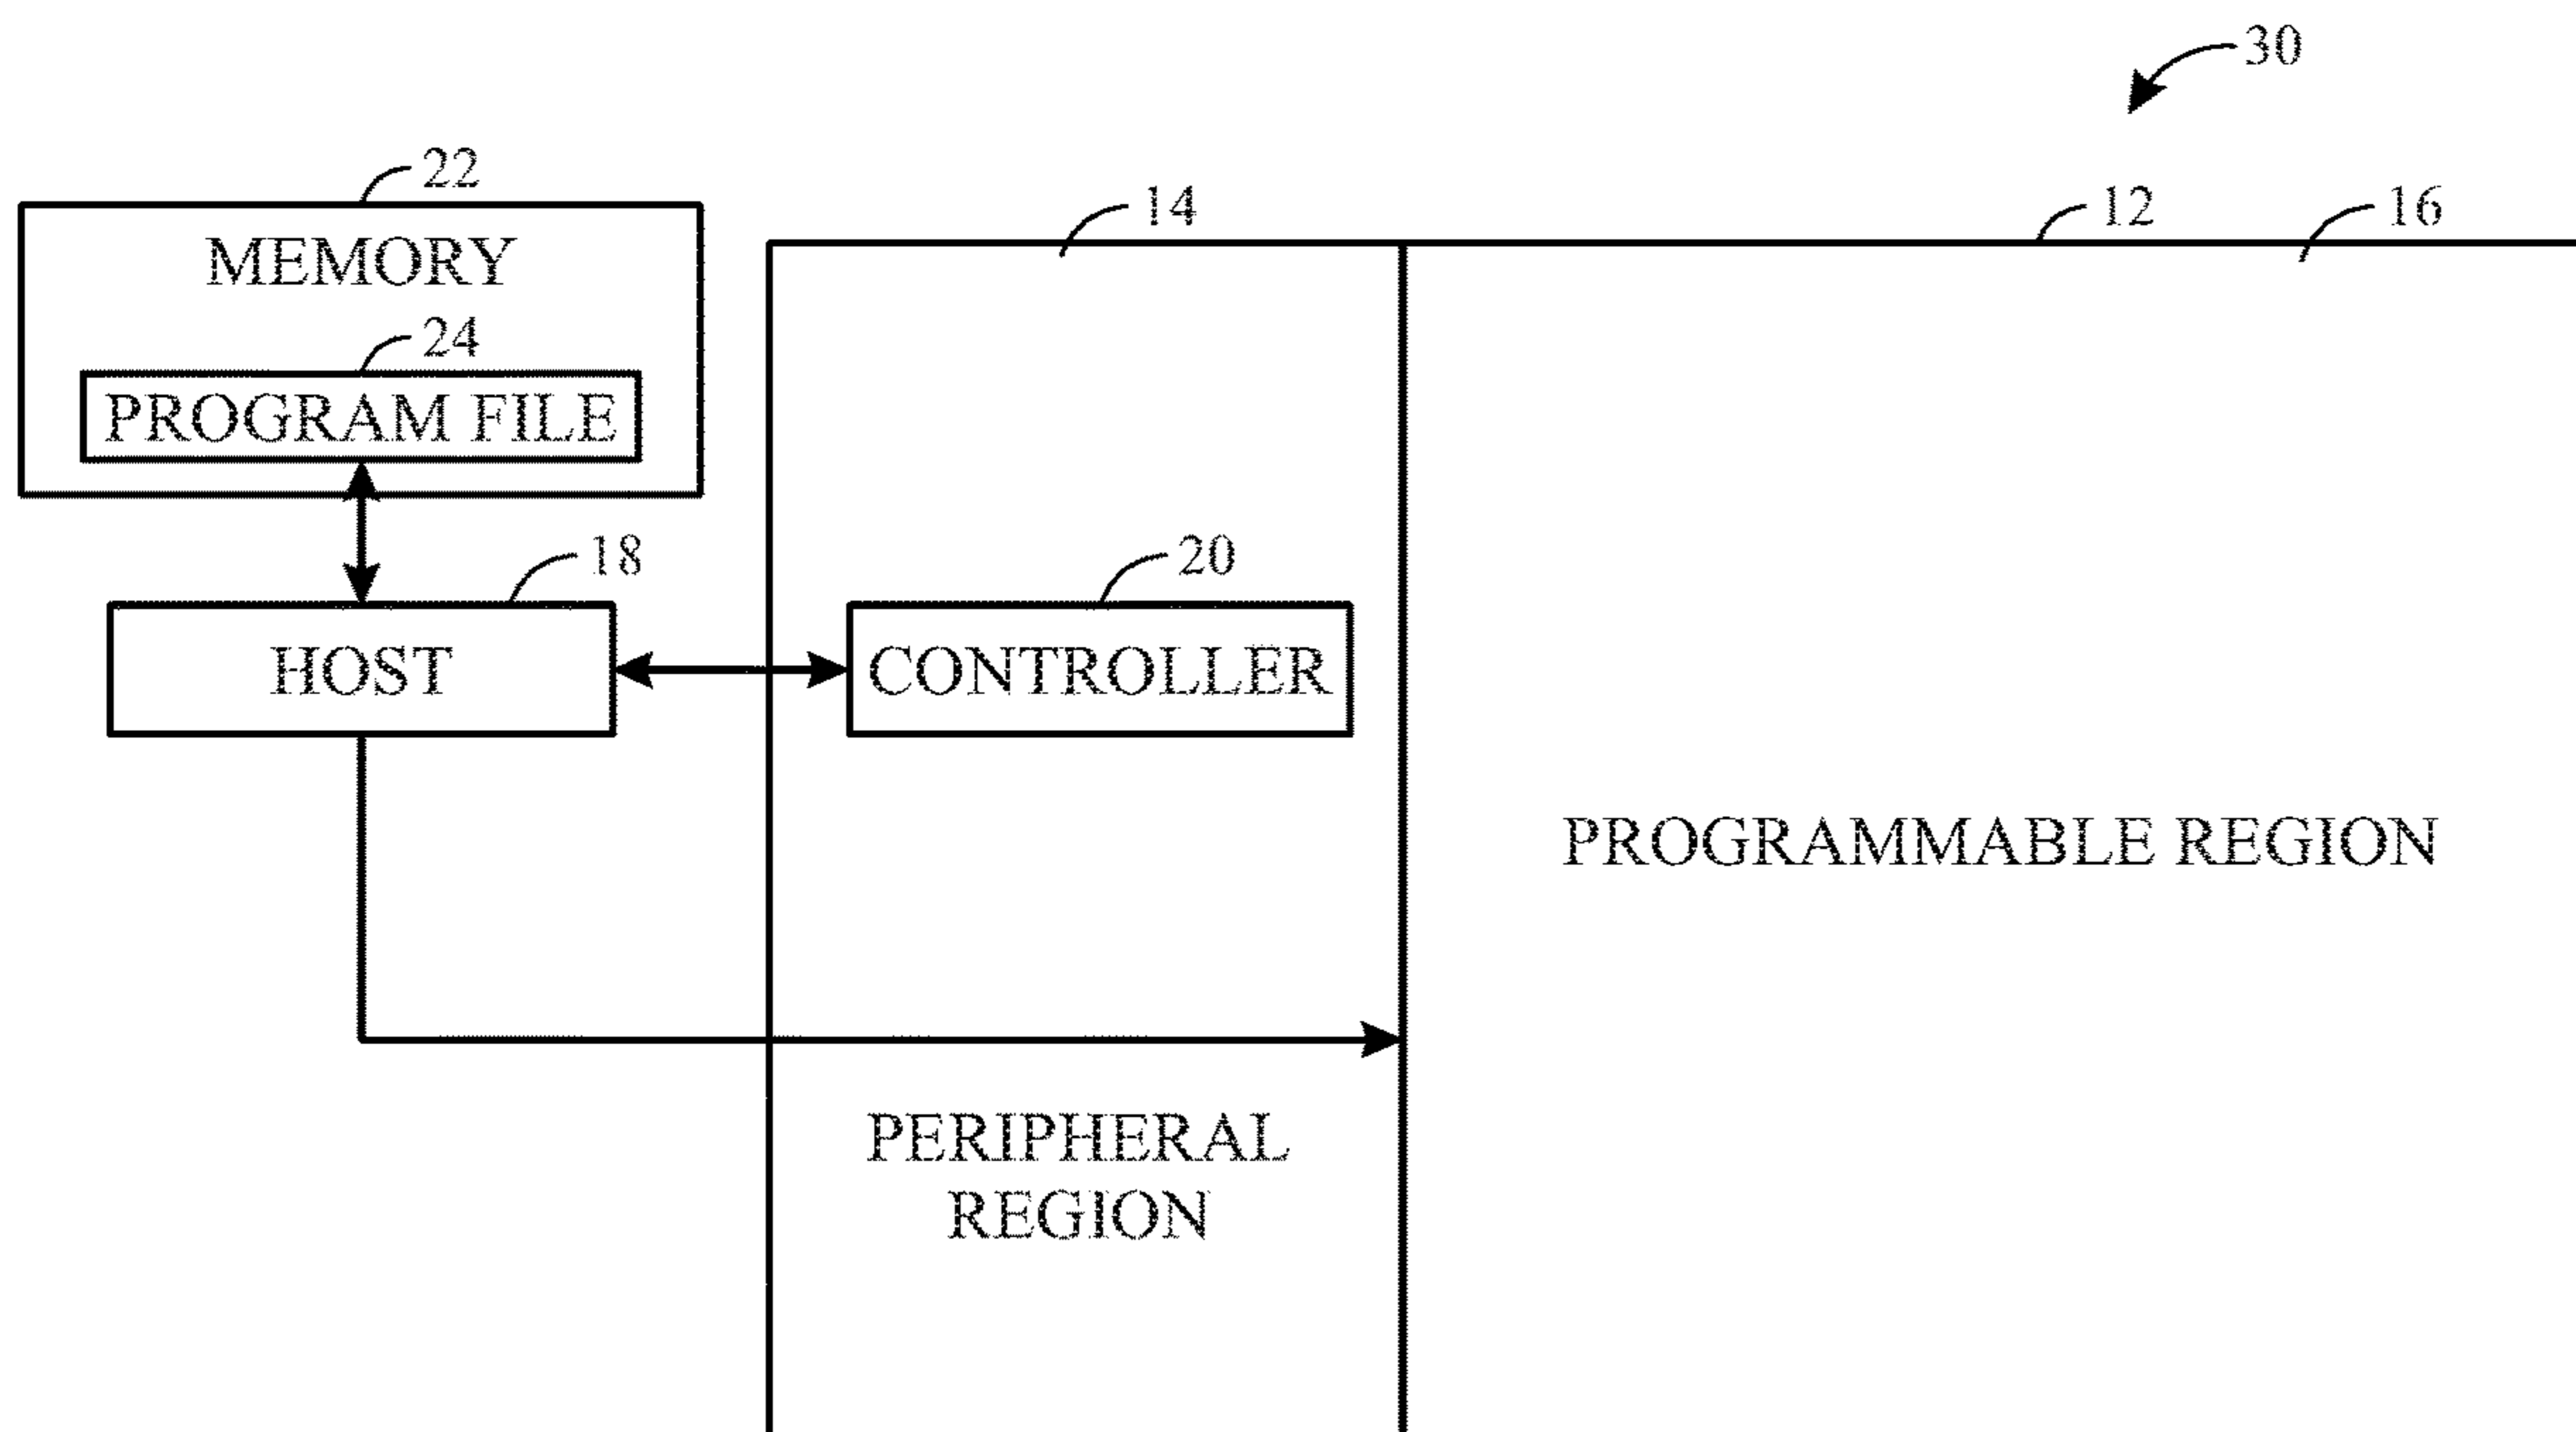 30
22
14
12
16
MEMORY
24
PROGRAM FILE
18
20
HOST
CONTROLLER
PROGRAMMABLE REGION
PERIPHERAL
REGION